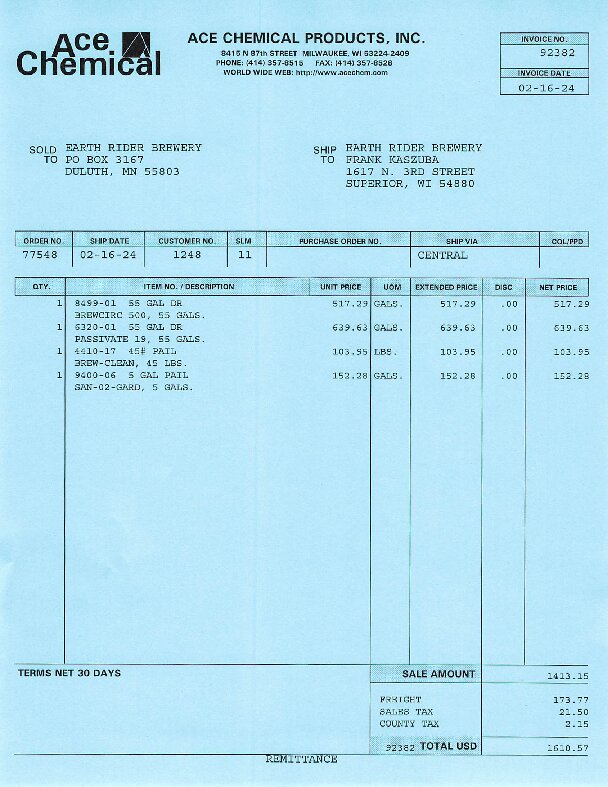 Ace
Chemical
ACE CHEMICAL PRODUCTS, INC.
8415 N 87th STREET MILWAUKEE, WI 53224-2409
PHONE: (414) 357-8515 FAX: (414) 357-8526
WORLD WIDE WEB: http://www.acechem.com
INVOICE NO.
92382
INVOICE DATE
02-16-24
SOLD TO
EARTH RIDER BREWERY
PO BOX 3167
DULUTH, MN 55803
SHIP TO
EARTH RIDER BREWERY
FRANK KASZUBA
1617 N. 3RD STREET
SUPERIOR, WI 54880
ORDER NO. SHIP DATE CUSTOMER NO. SLM PURCHASE ORDER NO. SHIP VIA COL/PPD
77548 02-16-24 1248 11 CENTRAL
QTY. ITEM NO. / DESCRIPTION UNIT PRICE UOM EXTENDED PRICE DISC NET PRICE
1 8499-01 55 GAL DR 517.29 GALS. 517.29 .00 517.29
BREWCIRC 500, 55 GALS.
1 6320-01 55 GAL DR 639.63 GALS. 639.63 .00 639.63
PASSIVATE 19, 55 GALS.
1 4410-17 45# PAIL 103.95 LBS. 103.95 .00 103.95
BREW-CLEAN, 45 LBS.
1 9400-06 5 GAL PAIL 152.28 GALS. 152.28 .00 152.28
SAN-02-GARD, 5 GALS.
TERMS NET 30 DAYS
SALE AMOUNT 1413.15
FREIGHT 173.77
SALES TAX 21.50
COUNTY TAX 2.15
92382 TOTAL USD 1610.57
REMITTANCE